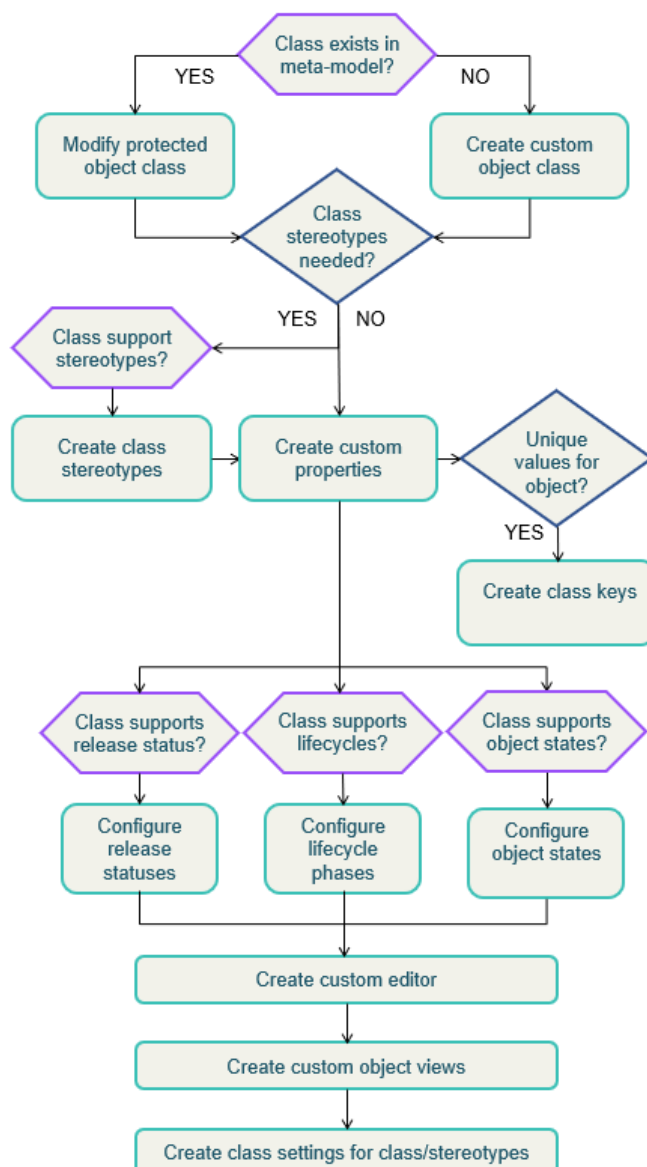 Class exists in
meta-model?
YES
NO
Modify protected
object class
Create custom
object class
Class
stereotypes
needed?
YES
NO
Class support
stereotypes?
Create class
stereotypes
Create custom
properties
Unique
values for
object?
YES
Create class keys
Class supports
release status?
Class supports
lifecycles?
Class supports
object states?
Configure
release
statuses
Configure
lifecycle
phases
Configure
object states
Create custom editor
Create custom object views
Create class settings for class/stereotypes